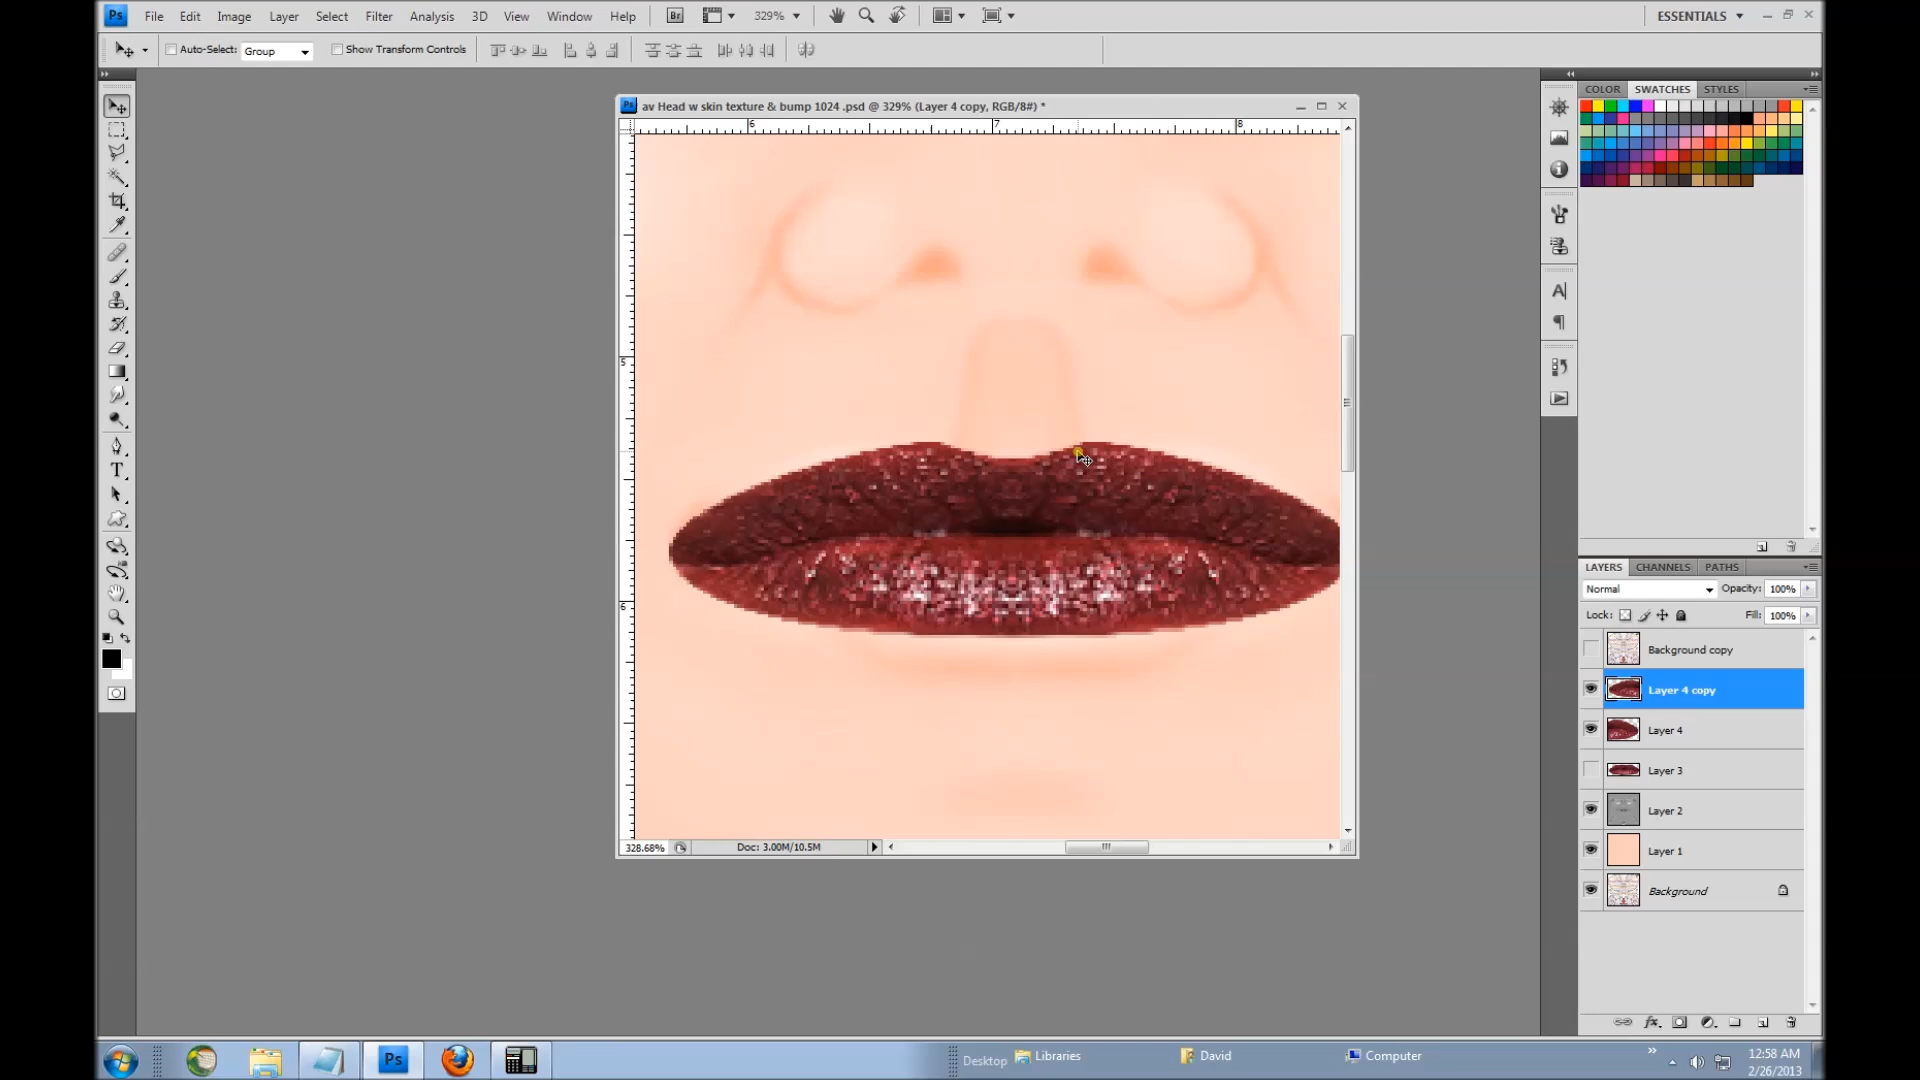 Ps File Edit Image Layer Select Filter Analysis 3D View Window Help Br 329% ESSENTIALS
Auto-Select: Group Show Transform Controls
Ps av Head w skin texture & bump 1024 .psd @ 329% (Layer 4 copy, RGB/8#) *
6 7 8
5
6
328.68% Doc: 3.00M/10.5M
T
A
COLOR SWATCHES STYLES
LAYERS CHANNELS PATHS
Normal Opacity: 100%
Lock: Fill: 100%
Background copy
Layer 4 copy
Layer 4
Layer 3
Layer 2
Layer 1
Background
fx
Ps Desktop Libraries David Computer 12:58 AM
2/26/2013